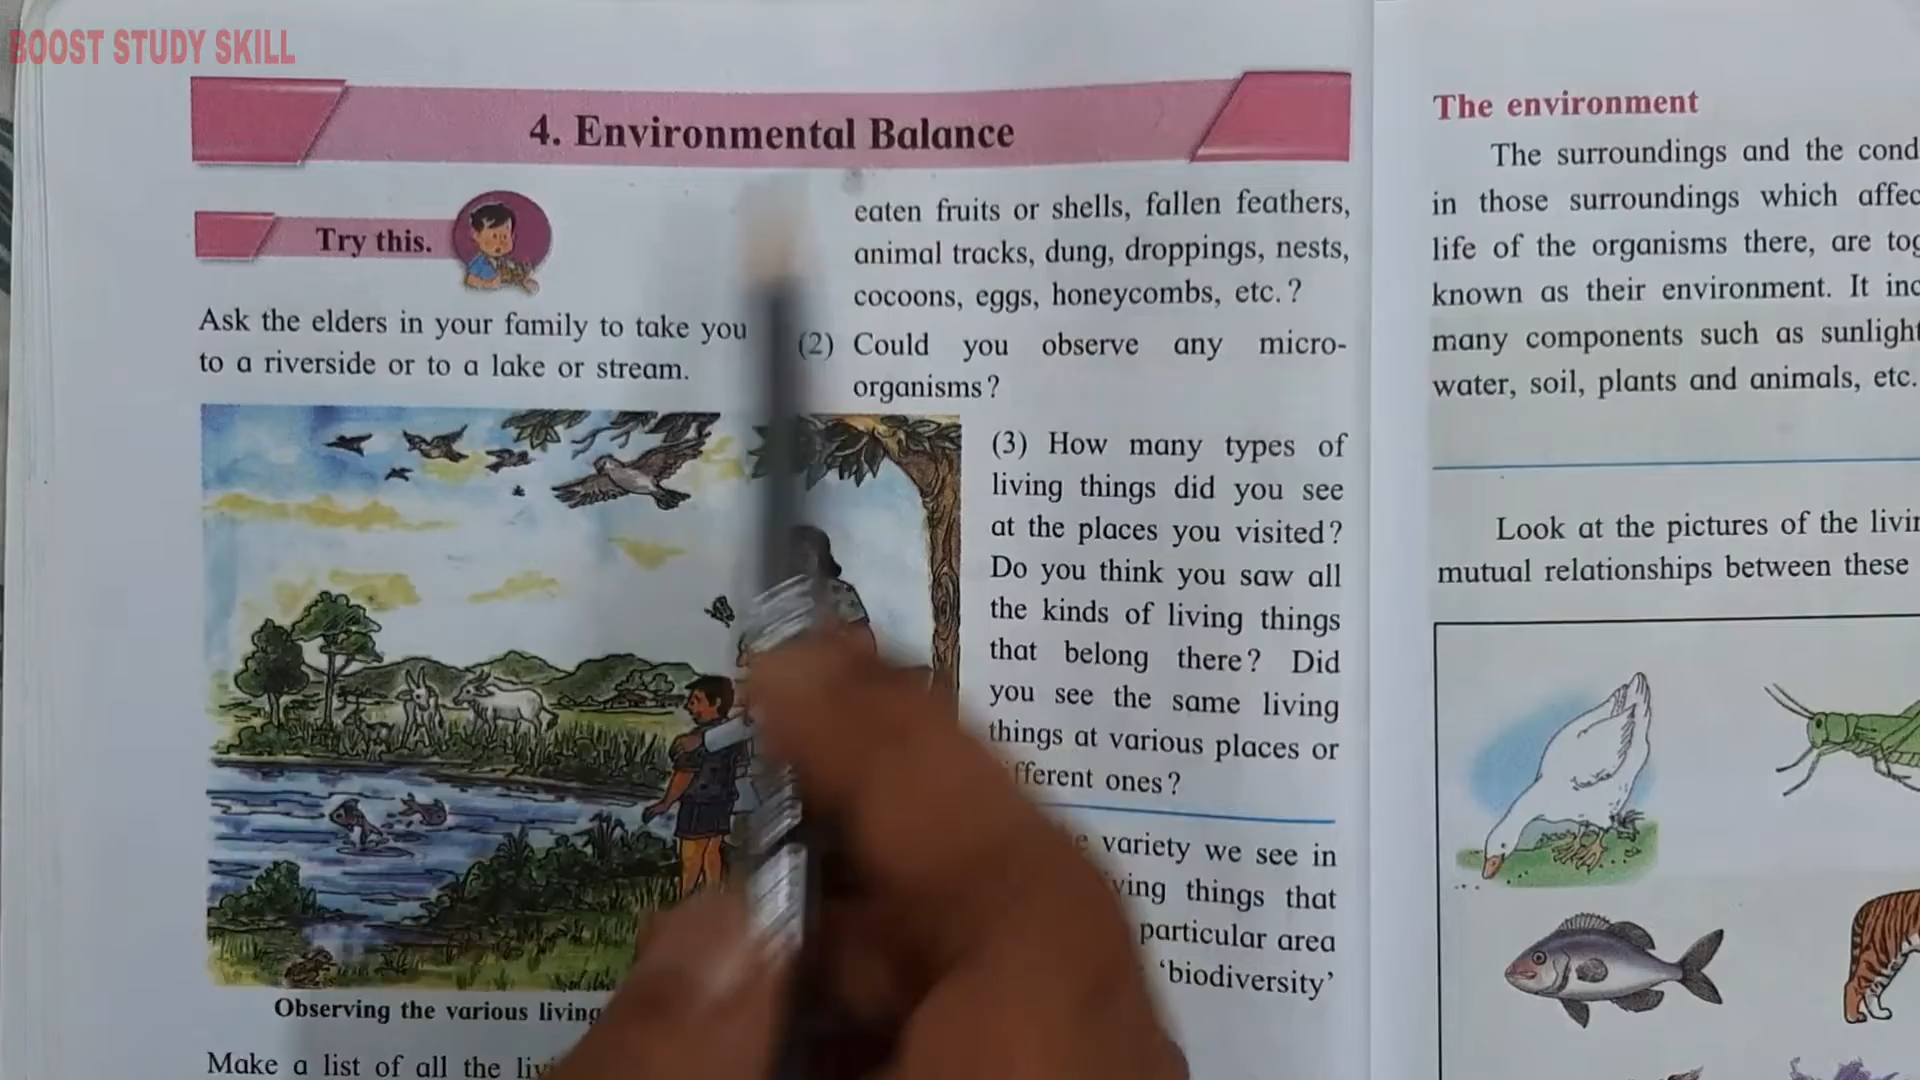 BOOST STUDY SKILL
4. Environmental Balance
Try this.
Ask the elders in your family to take you
to a riverside or to a lake or stream.
Observing the various living
Make a list of all the
eaten fruits or shells, fallen feathers,
animal tracks, dung, droppings, nests,
cocoons, eggs, honeycombs, etc. ?
(2) Could you observe any micro-
organisms ?
(3) How many types of
living things did you see
at the places you visited ?
Do you think you saw all
the kinds of living things
that belong there ? Did
you see the same living
things at various places or
fferent ones ?
variety we see in
ving things that
particular area
‘biodiversity’
The environment
The surroundings and the cond
in those surroundings which affec
life of the organisms there, are tog
known as their environment. It inc
many components such as sunlight
water, soil, plants and animals, etc.
Look at the pictures of the livin
mutual relationships between these